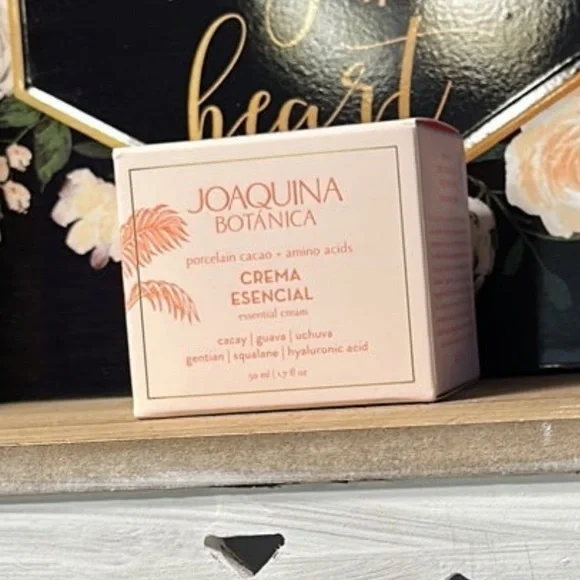 heart
JOAQUINA
BOTÁNICA
porcelain cacao + amino acids
CREMA
ESENCIAL
essential cream
cacay | guava | uchuva
gentian | squalane | hyaluronic acid
50 ml | 1.7 fl oz